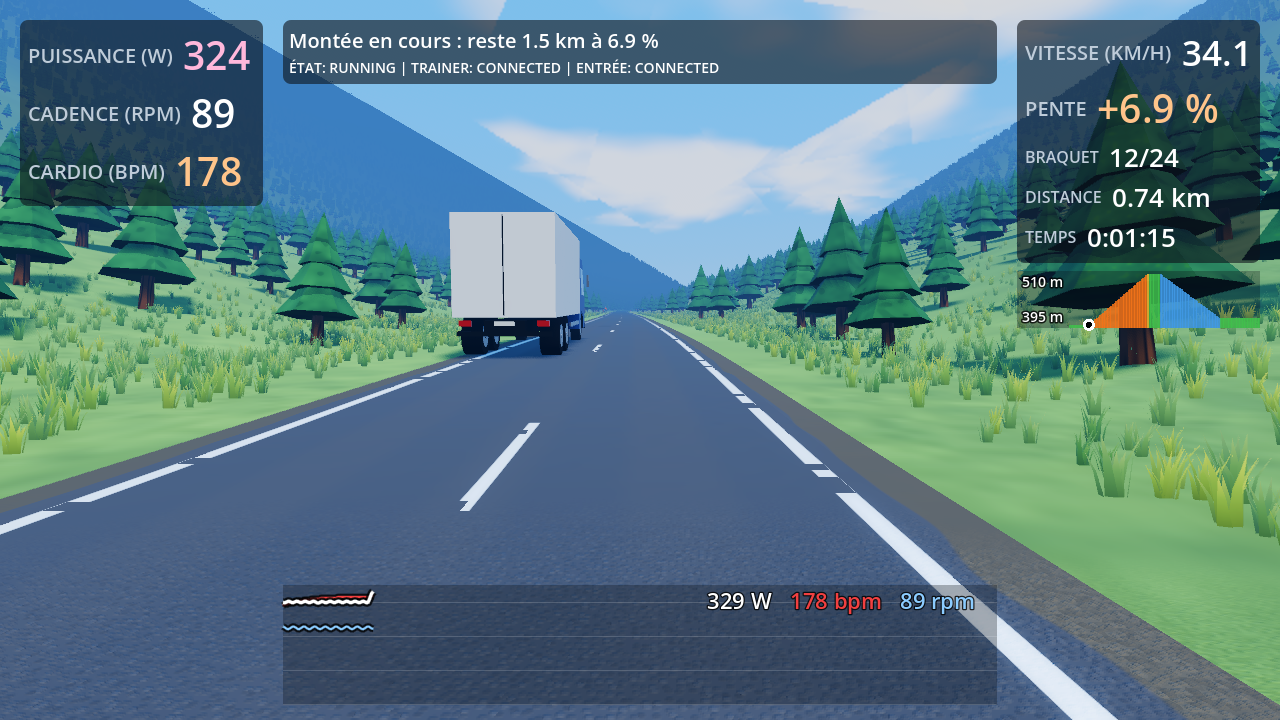 PUISSANCE (W) 324
CADENCE (RPM) 89
CARDIO (BPM) 178
Montée en cours : reste 1.5 km à 6.9 %
ÉTAT: RUNNING | TRAINER: CONNECTED | ENTRÉE: CONNECTED
VITESSE (KM/H) 34.1
PENTE +6.9 %
BRAQUET 12/24
DISTANCE 0.74 km
TEMPS 0:01:15
510 m
395 m
329 W 178 bpm 89 rpm